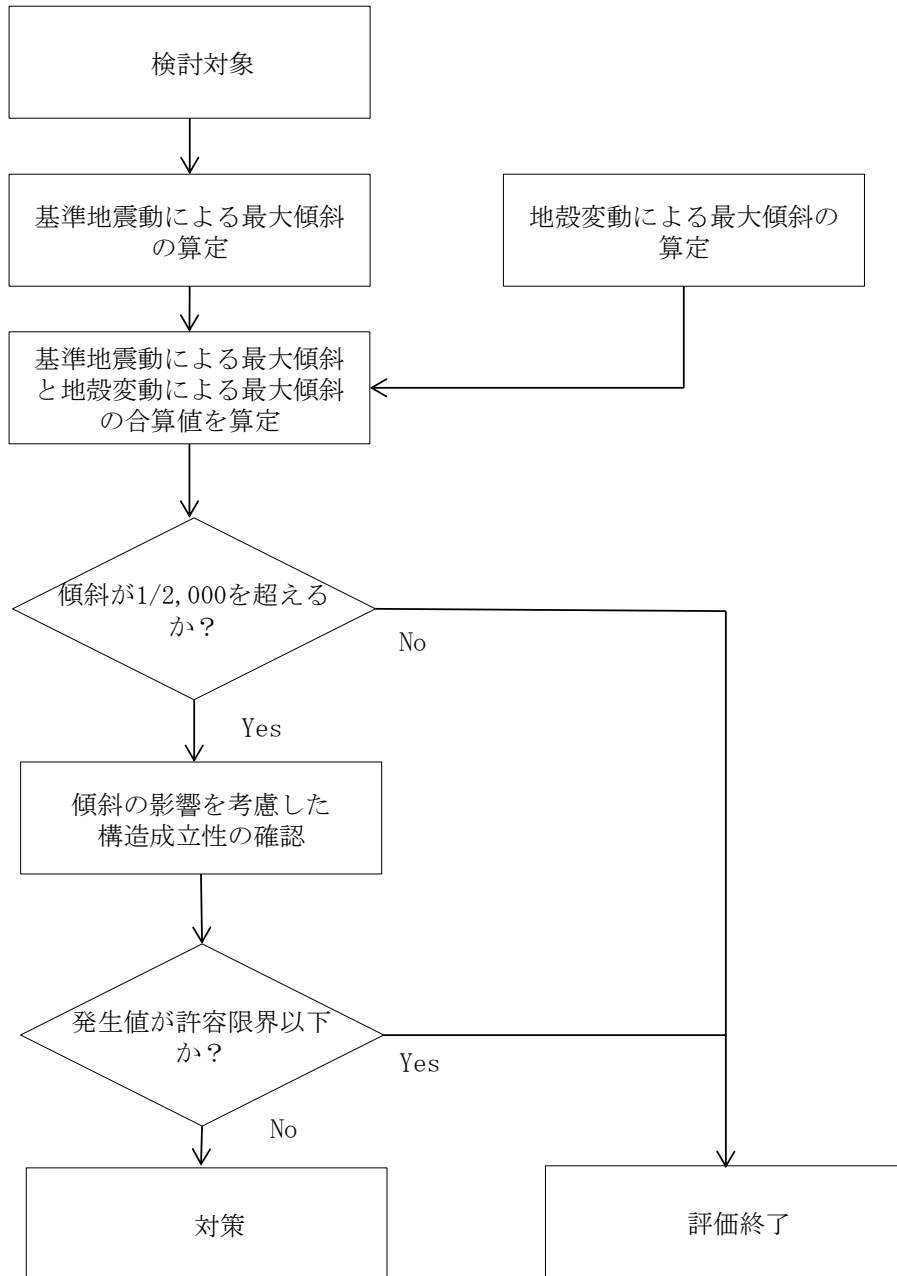 検討対象
基準地震動による最大傾斜
の算定
地殻変動による最大傾斜の
算定
基準地震動による最大傾斜
と地殻変動による最大傾斜
の合算値を算定
傾斜が1/2,000を超える
か？
No
Yes
傾斜の影響を考慮した
構造成立性の確認
発生値が許容限界以下
か？
Yes
No
対策
評価終了